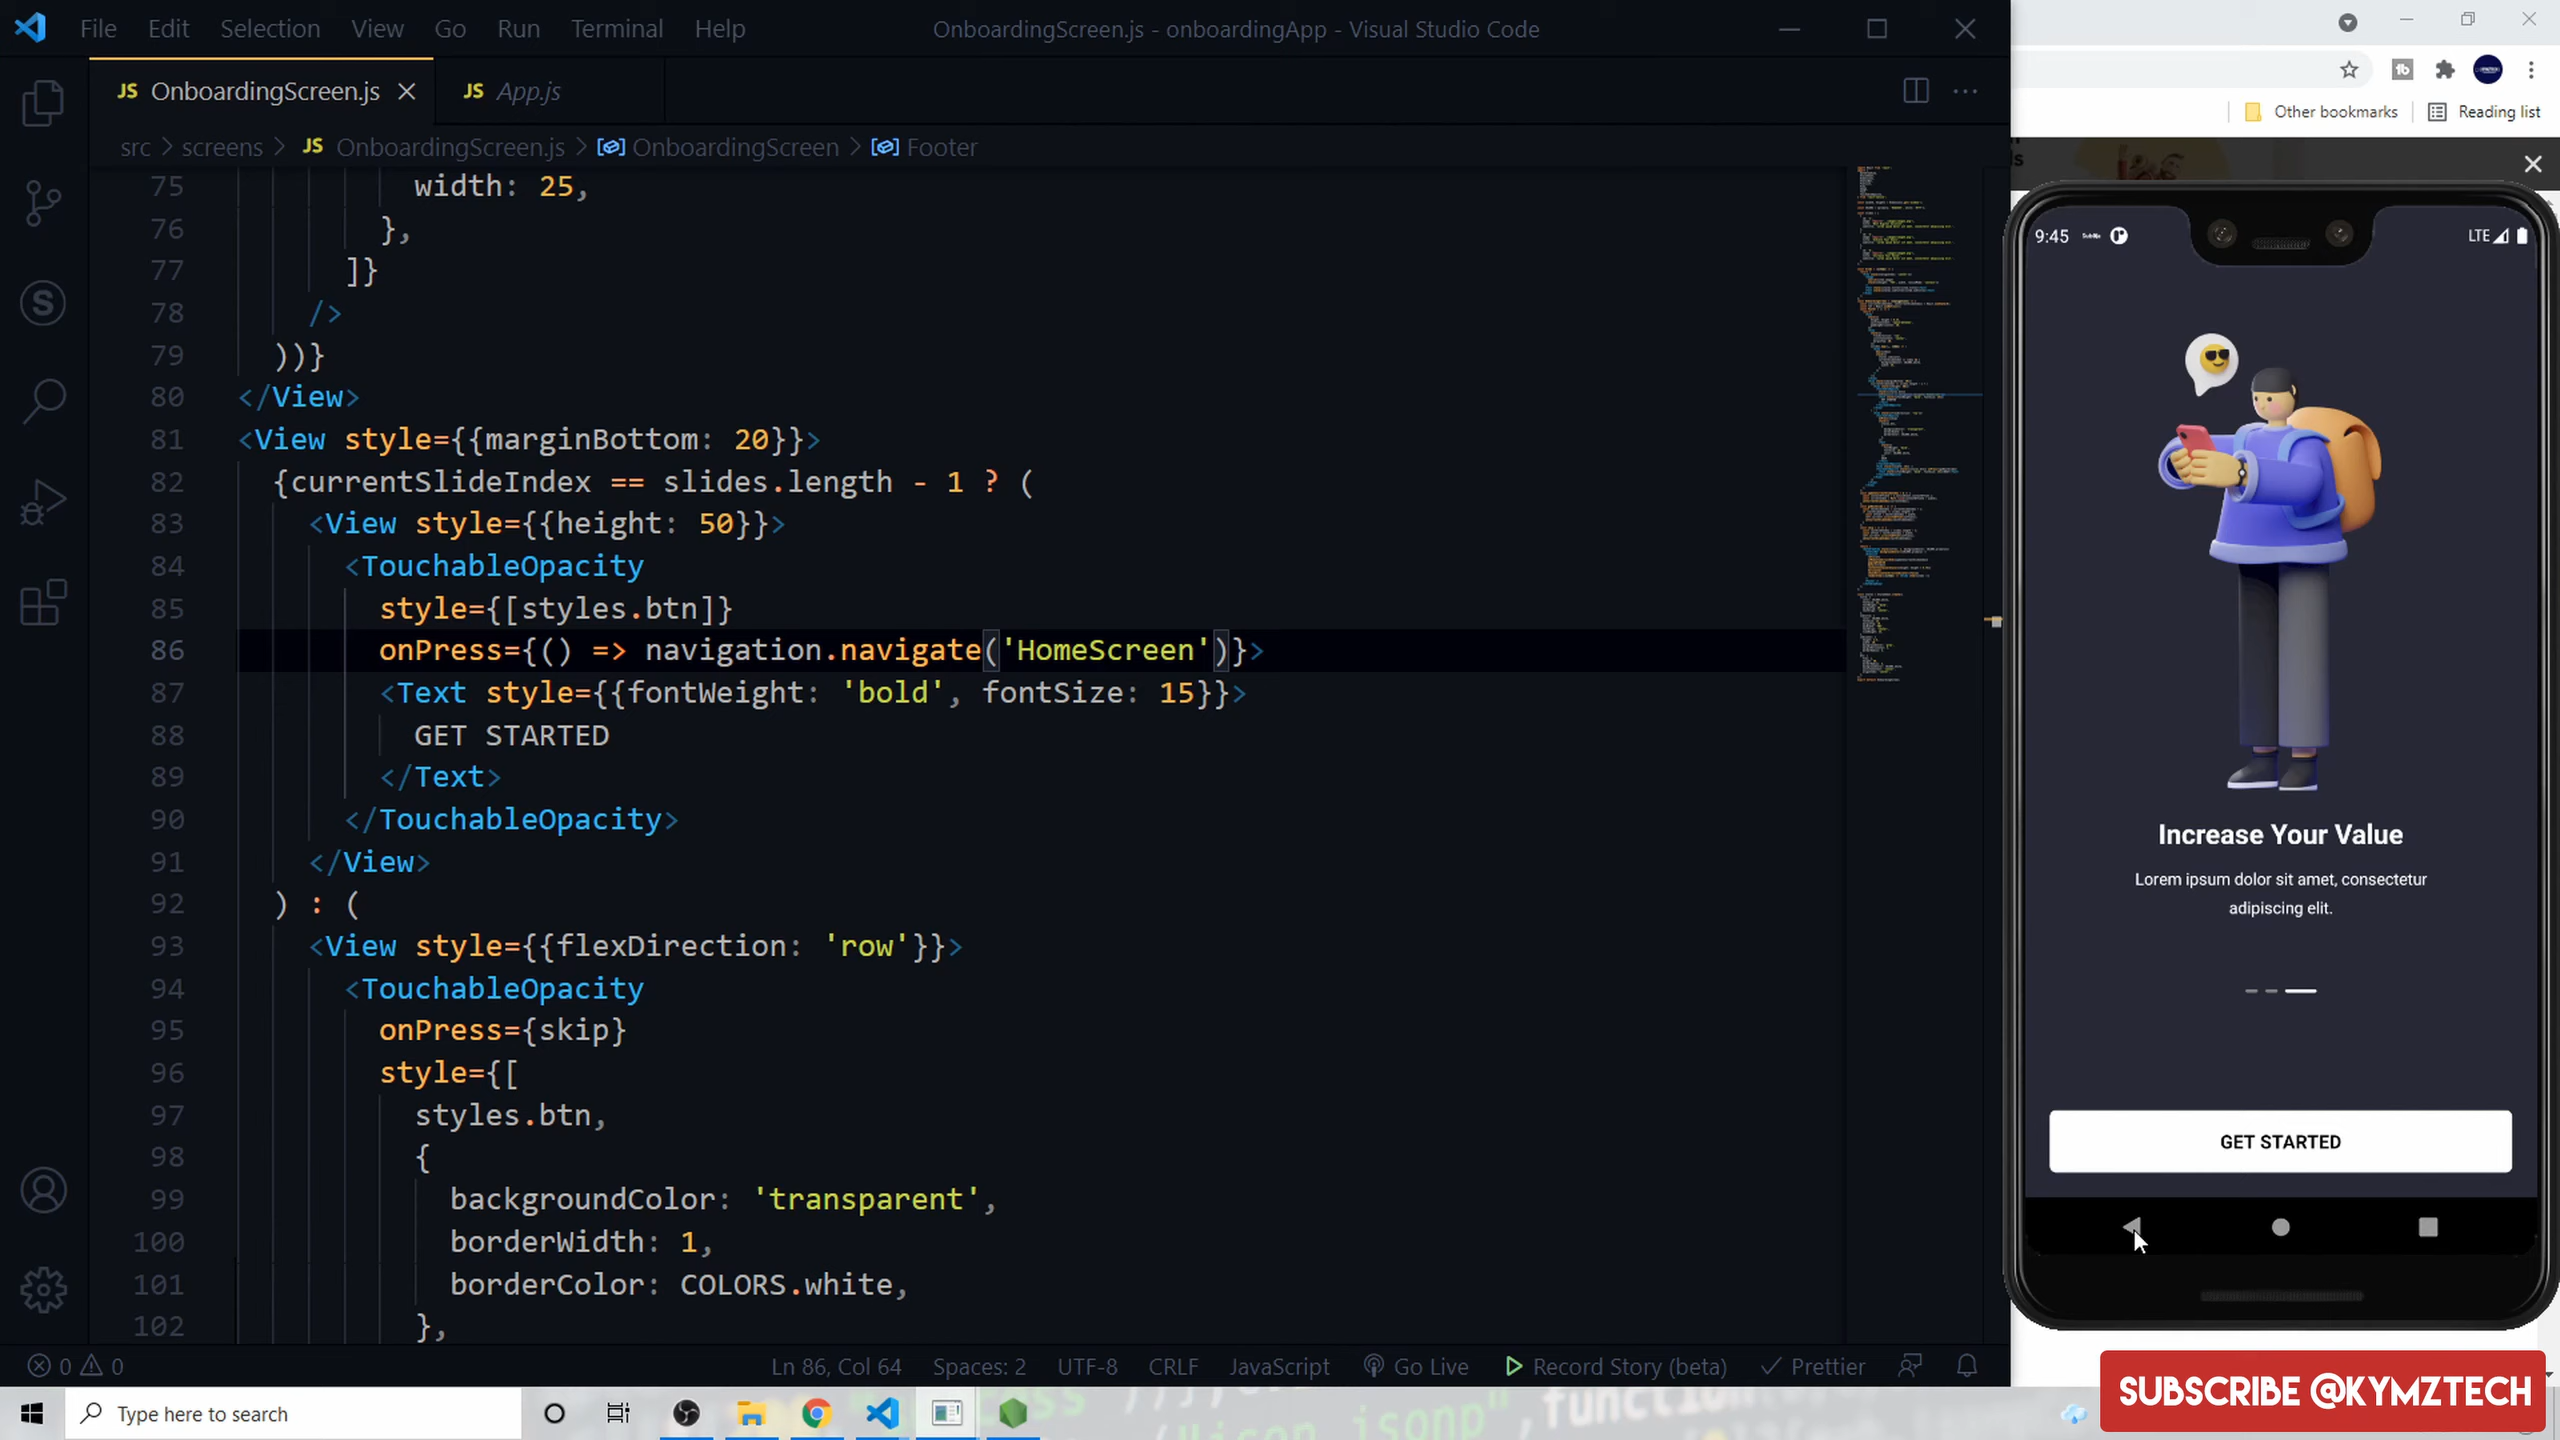 File Edit Selection View Go Run Terminal Help OnboardingScreen.js - onboardingApp - Visual Studio Code
JS OnboardingScreen.js JS App.js
src > screens > JS OnboardingScreen.js > OnboardingScreen > Footer
75 width: 25,
76 },
77 ]}
78 />
79 ))}
80 </View>
81 <View style={{marginBottom: 20}}>
82 {currentSlideIndex == slides.length - 1 ? (
83 <View style={{height: 50}}>
84 <TouchableOpacity
85 style={[styles.btn]}
86 onPress={() => navigation.navigate('HomeScreen')}>
87 <Text style={{fontWeight: 'bold', fontSize: 15}}>
88 GET STARTED
89 </Text>
90 </TouchableOpacity>
91 </View>
92 ) : (
93 <View style={{flexDirection: 'row'}}>
94 <TouchableOpacity
95 onPress={skip}
96 style={[
97 styles.btn,
98 {
99 backgroundColor: 'transparent',
100 borderWidth: 1,
101 borderColor: COLORS.white,
102 },
0 0 Ln 86, Col 64 Spaces: 2 UTF-8 CRLF JavaScript Go Live Record Story (beta) Prettier
Type here to search
Other bookmarks Reading list
9:45 LTE
Increase Your Value
Lorem ipsum dolor sit amet, consectetur
adipiscing elit.
GET STARTED
SUBSCRIBE @KYMZTECH